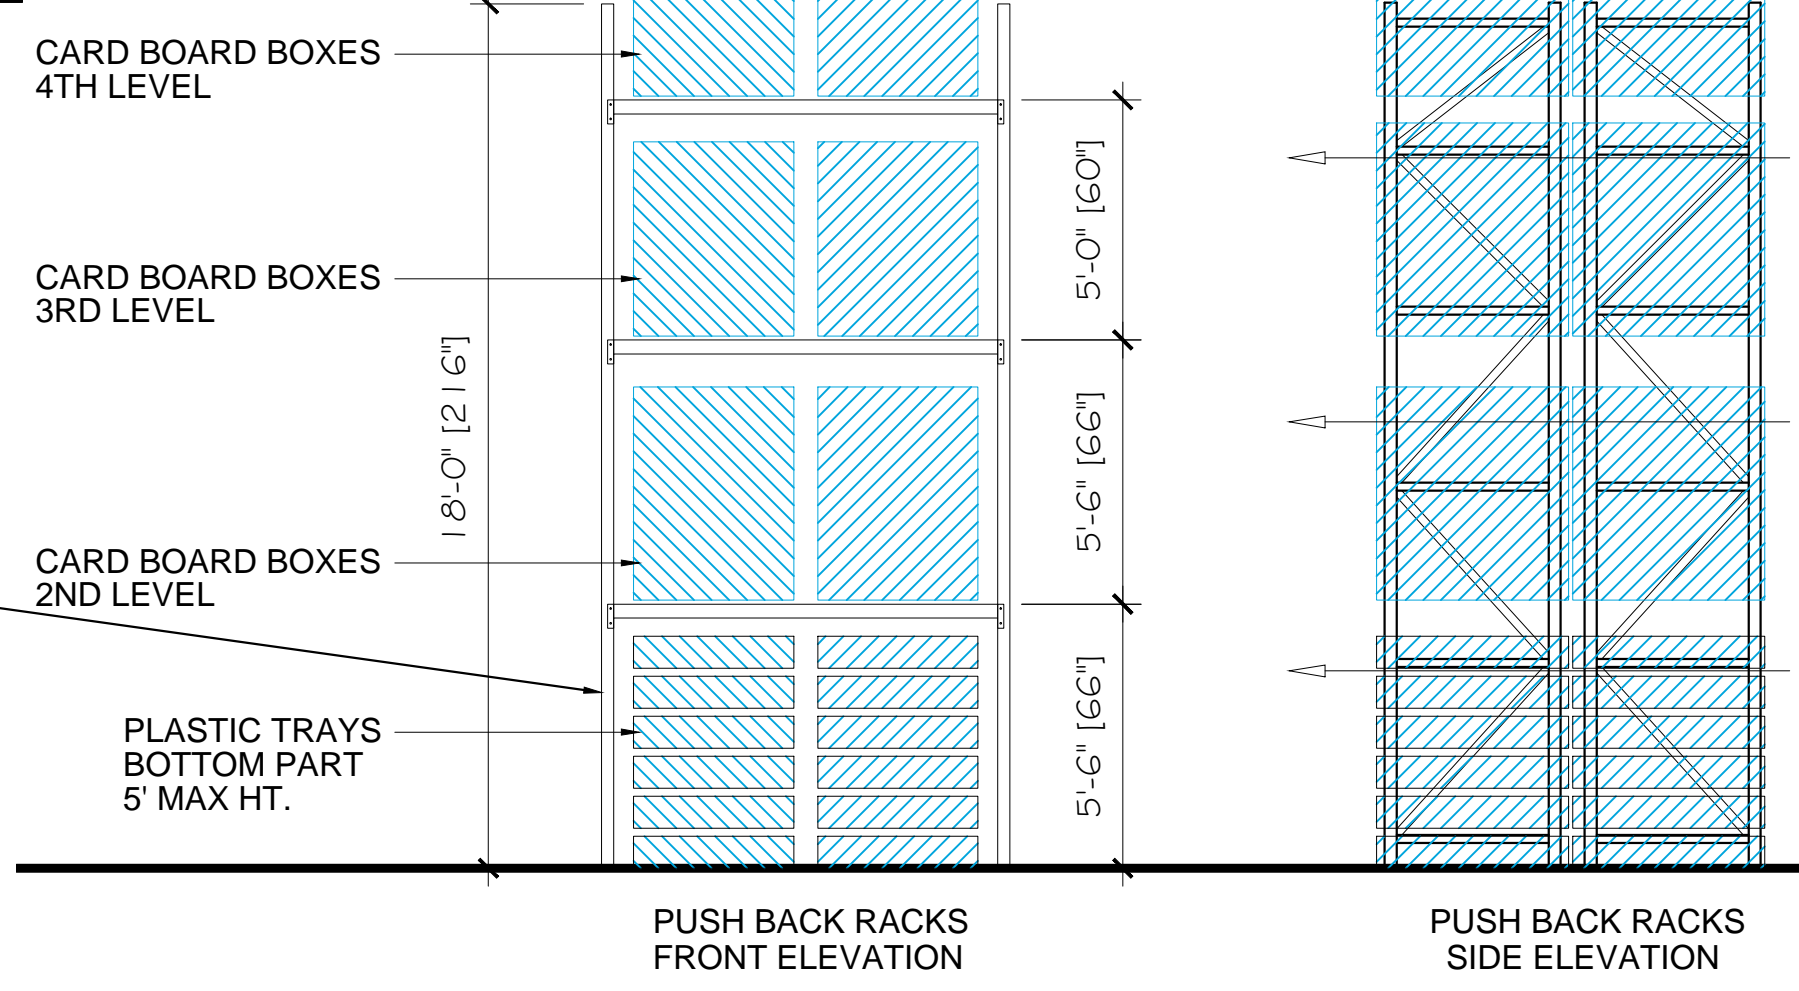 CARD BOARD BOXES
4TH LEVEL
CARD BOARD BOXES
3RD LEVEL
CARD BOARD BOXES
2ND LEVEL
PLASTIC TRAYS
BOTTOM PART
5' MAX HT.
18'-0" [216"]
5'-0" [60"]
5'-6" [66"]
5'-6" [66"]
PUSH BACK RACKS
FRONT ELEVATION
PUSH BACK RACKS
SIDE ELEVATION